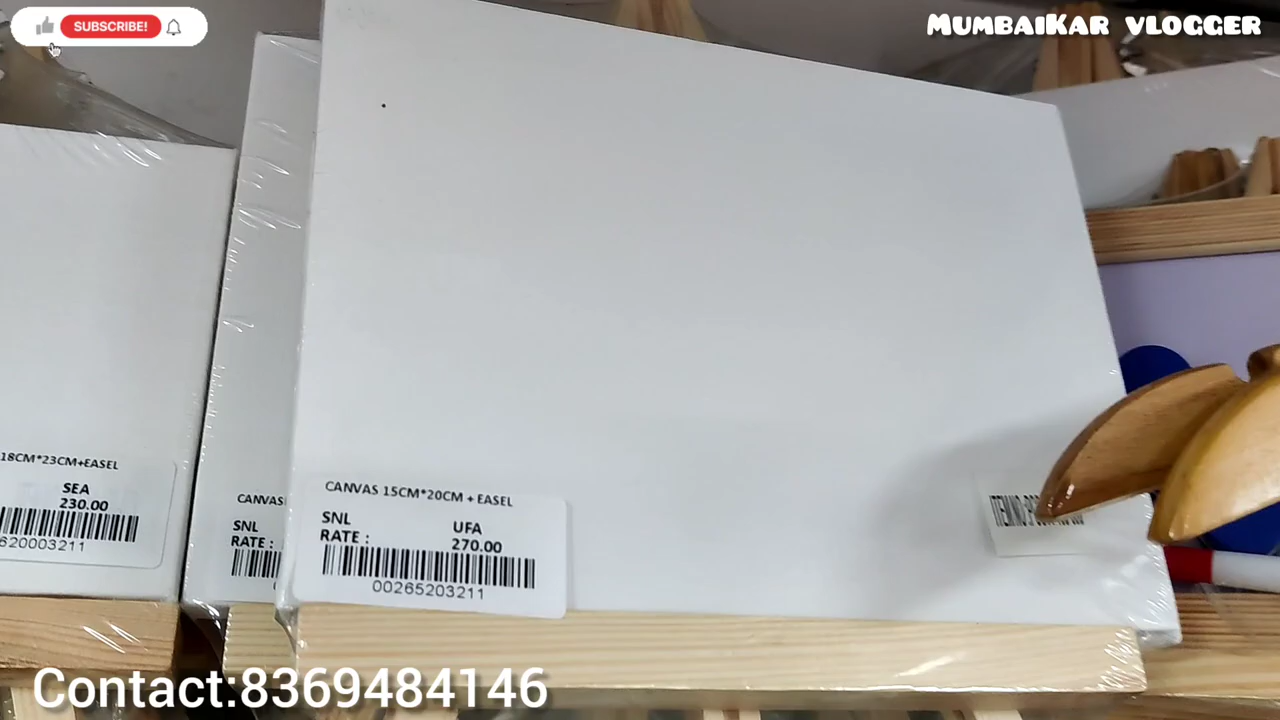 SUBSCRIBE!
MUMBAIKAR VLOGGER
18CM*23CM+EASEL
SEA
230.00
620003211
CANVAS
SNL
RATE :
CANVAS 15CM*20CM + EASEL
SNL UFA
RATE : 270.00
00265203211
Contact:8369484146